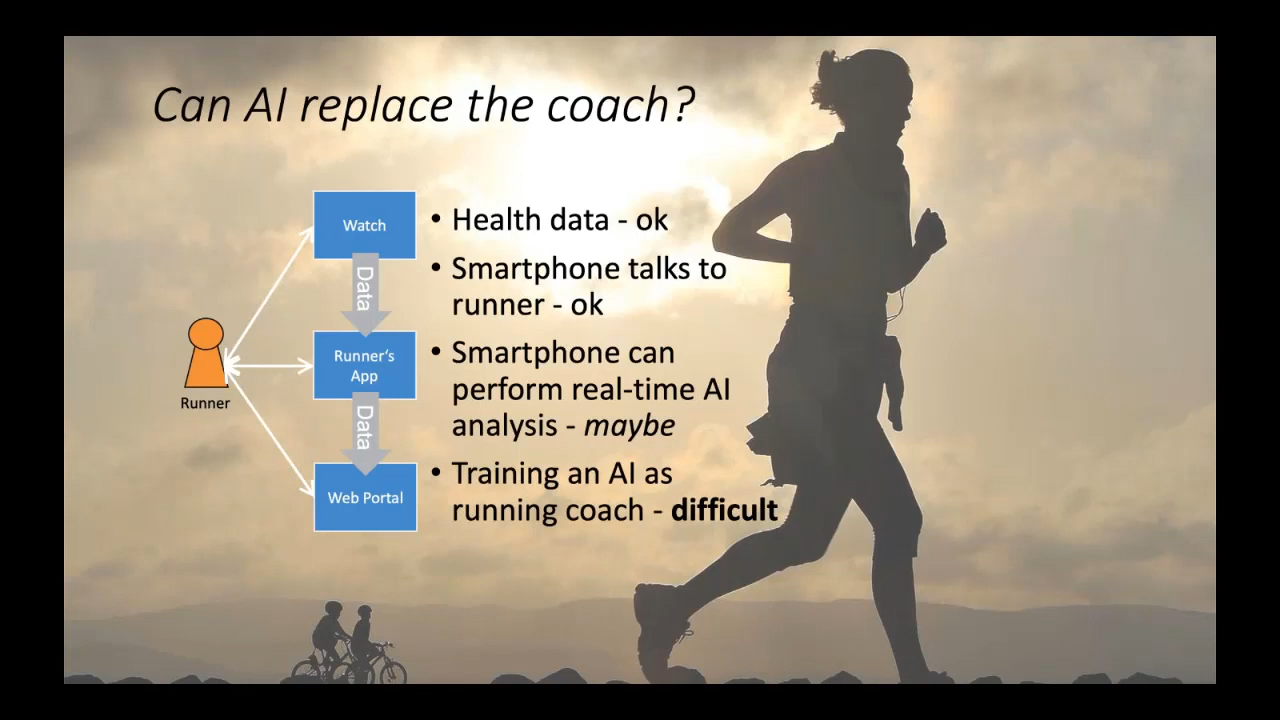 Can AI replace the coach?
Watch
Data
Runner‘s
App
Data
Web Portal
Runner
• Health data - ok
• Smartphone talks to
runner - ok
• Smartphone can
perform real-time AI
analysis - maybe
• Training an AI as
running coach - difficult